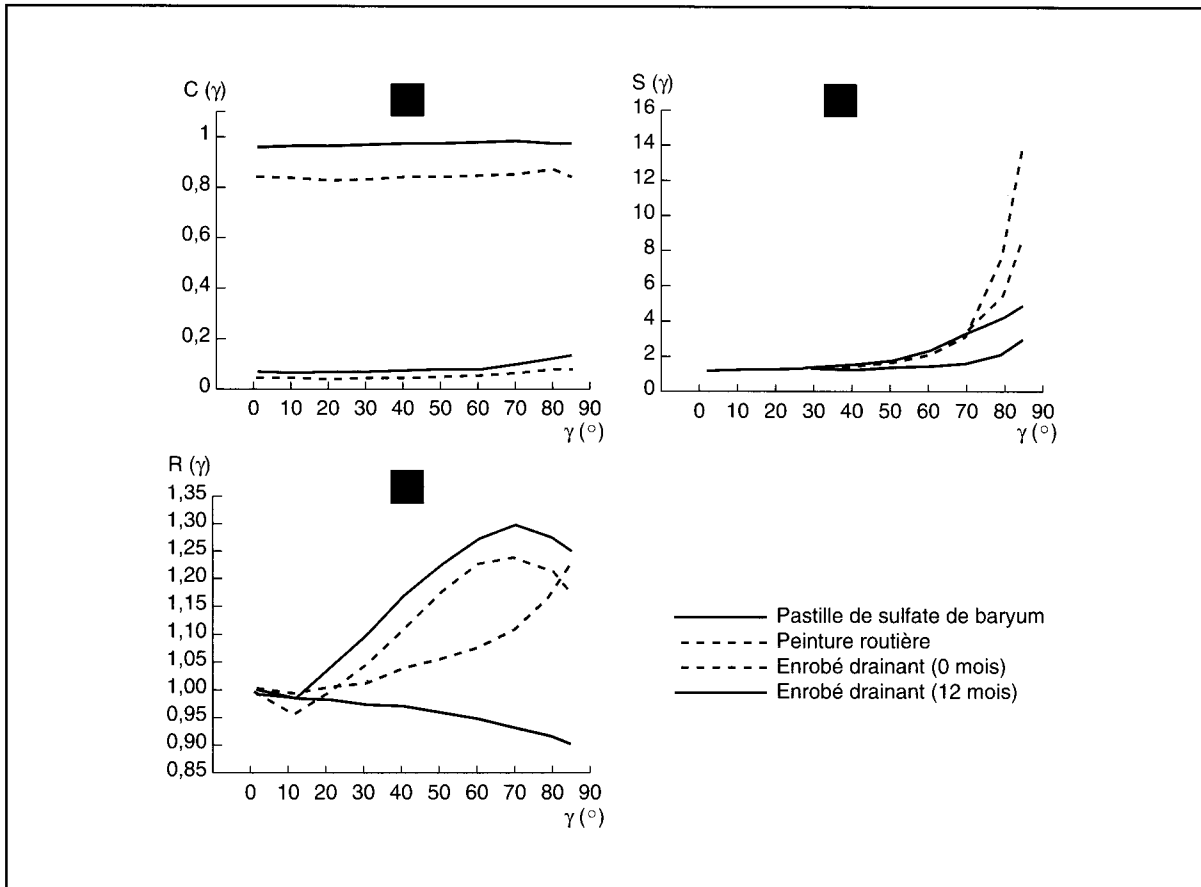 C (γ)
1
0,8
0,6
0,4
0,2
0
0 10 20 30 40 50 60 70 80 90
γ (°)
S (γ)
16
14
12
10
8
6
4
2
0
0 10 20 30 40 50 60 70 80 90
γ (°)
R (γ)
1,35
1,30
1,25
1,20
1,15
1,10
1,05
1,00
0,95
0,90
0,85
0 10 20 30 40 50 60 70 80 90
γ (°)
Pastille de sulfate de baryum
Peinture routière
Enrobé drainant (0 mois)
Enrobé drainant (12 mois)